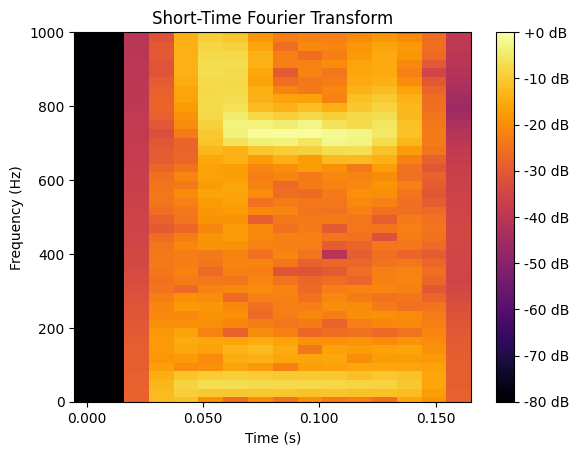 Short-Time Fourier Transform
Frequency (Hz)
1000
800
600
400
200
0
0.000
0.050
0.100
0.150
Time (s)
+0 dB
-10 dB
-20 dB
-30 dB
-40 dB
-50 dB
-60 dB
-70 dB
-80 dB